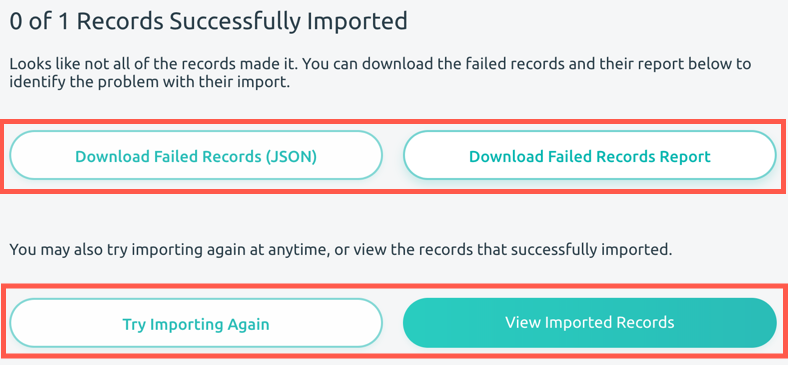 0 of 1 Records Successfully Imported
Looks like not all of the records made it. You can download the failed records and their report below to
identify the problem with their import.
Download Failed Records (JSON)
Download Failed Records Report
You may also try importing again at anytime, or view the records that successfully imported.
Try Importing Again
View Imported Records